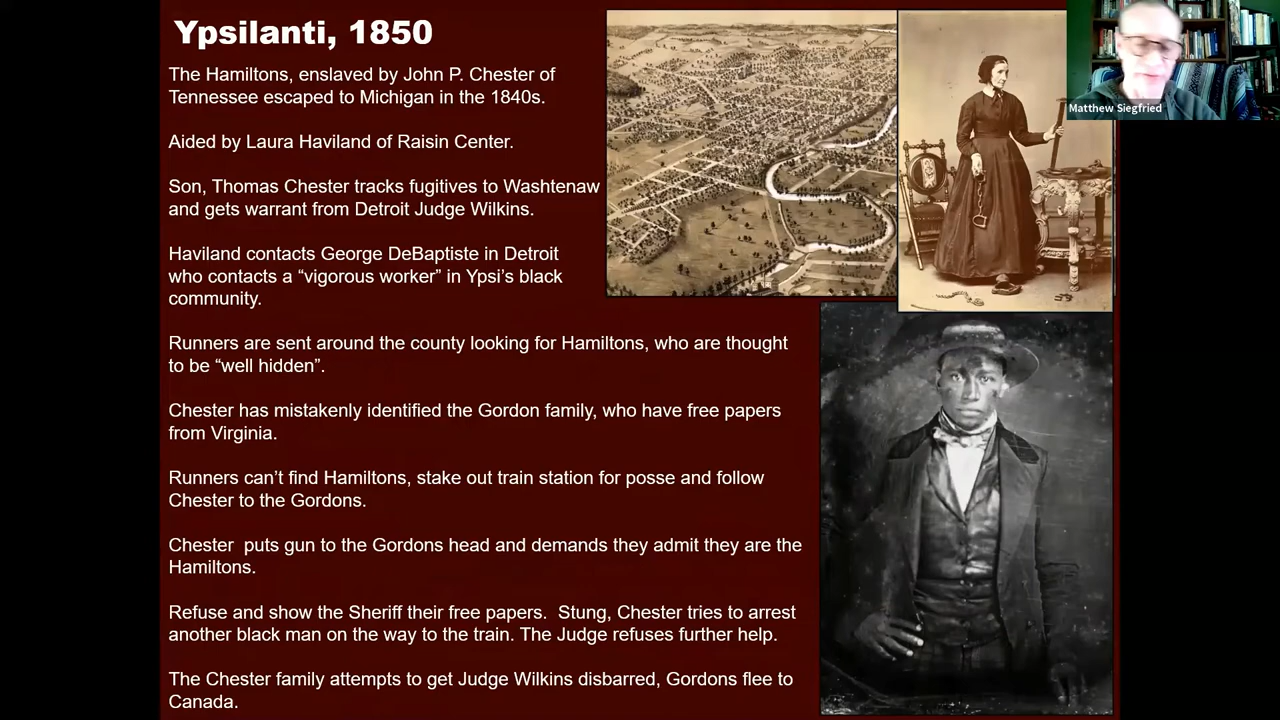 Ypsilanti, 1850
The Hamiltons, enslaved by John P. Chester of
Tennessee escaped to Michigan in the 1840s.
Aided by Laura Haviland of Raisin Center.
Son, Thomas Chester tracks fugitives to Washtenaw
and gets warrant from Detroit Judge Wilkins.
Haviland contacts George DeBaptiste in Detroit
who contacts a “vigorous worker” in Ypsi’s black
community.
Runners are sent around the county looking for Hamiltons, who are thought
to be “well hidden”.
Chester has mistakenly identified the Gordon family, who have free papers
from Virginia.
Runners can’t find Hamiltons, stake out train station for posse and follow
Chester to the Gordons.
Chester  puts gun to the Gordons head and demands they admit they are the
Hamiltons.
Refuse and show the Sheriff their free papers.  Stung, Chester tries to arrest
another black man on the way to the train. The Judge refuses further help.
The Chester family attempts to get Judge Wilkins disbarred, Gordons flee to
Canada.
Matthew Siegfried